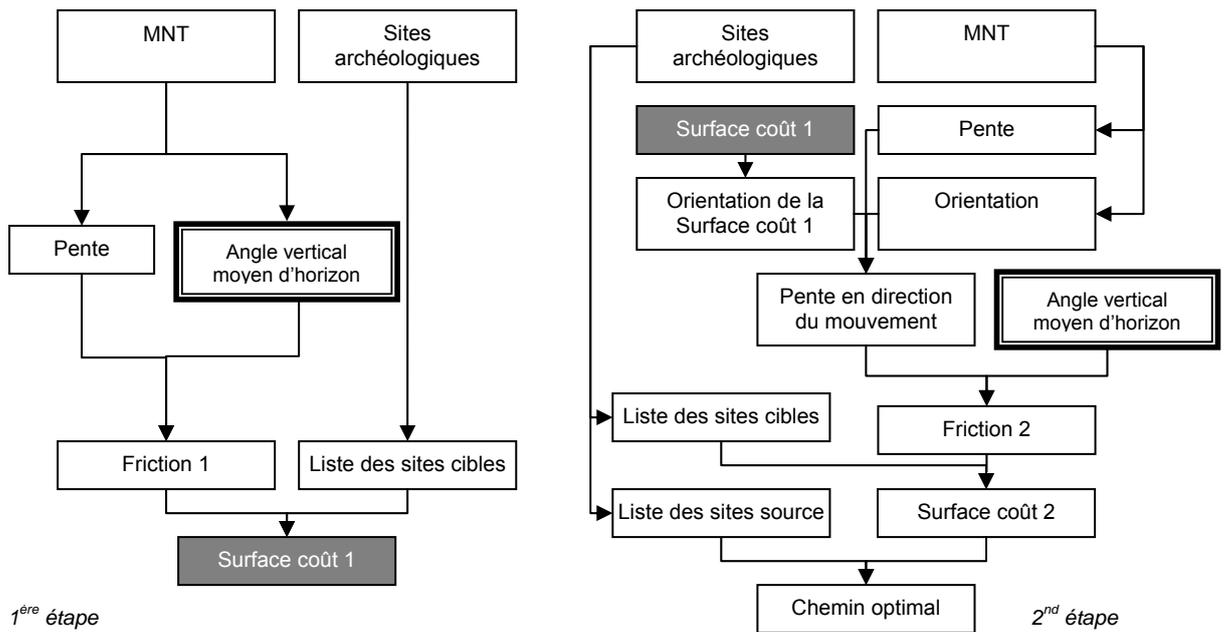 MNT
Sites
archéologiques
Pente
Angle vertical
moyen d'horizon
Friction 1
Liste des sites cibles
Surface coût 1
1ère étape
Sites
archéologiques
MNT
Surface coût 1
Pente
Orientation de la
Surface coût 1
Orientation
Pente en direction
du mouvement
Angle vertical
moyen d'horizon
Liste des sites cibles
Friction 2
Liste des sites source
Surface coût 2
Chemin optimal
2nd étape